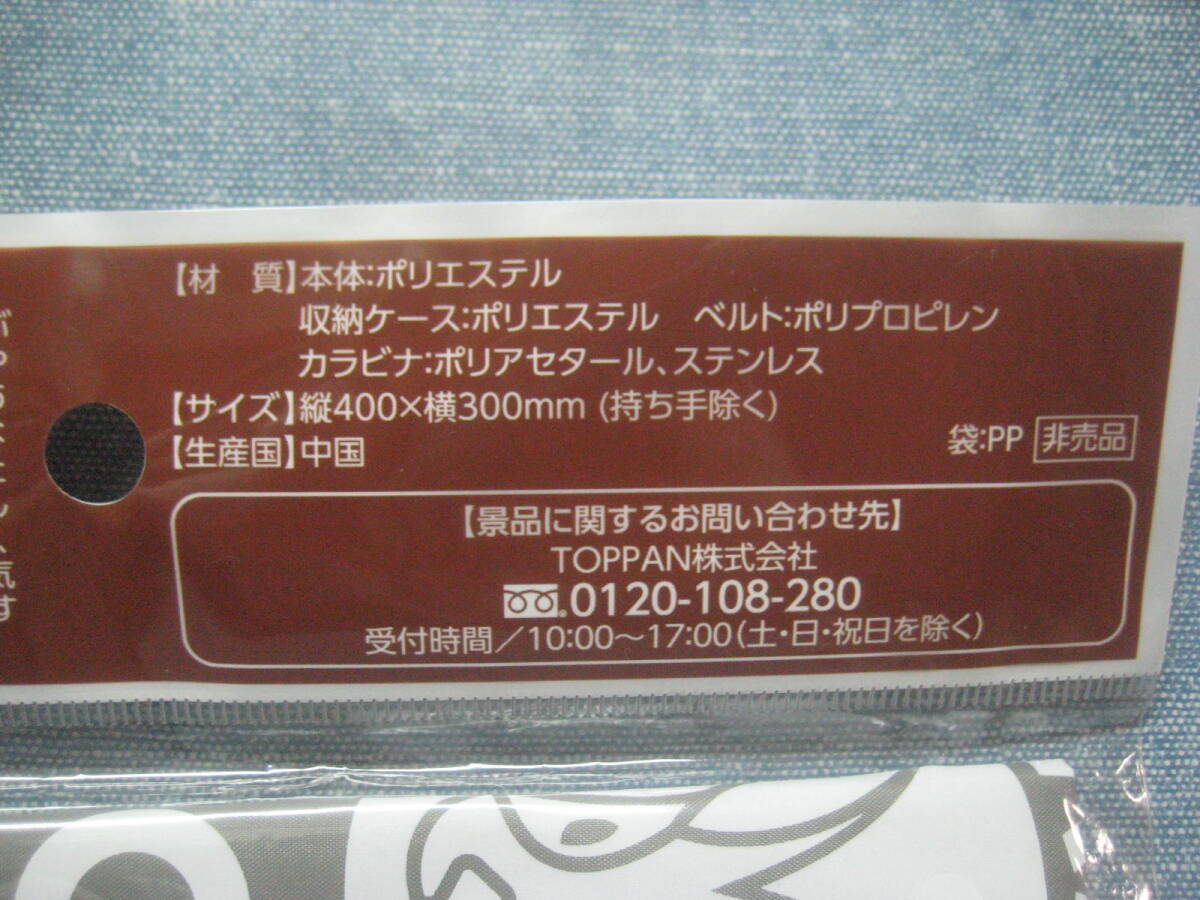 【材　質】本体:ポリエステル
収納ケース:ポリエステル　ベルト:ポリプロピレン
カラビナ:ポリアセタール、ステンレス
【サイズ】縦400×横300mm (持ち手除く)
【生産国】中国
袋:PP 非売品
【景品に関するお問い合わせ先】
TOPPAN株式会社
0120-108-280
受付時間／10:00〜17:00(土・日・祝日を除く)